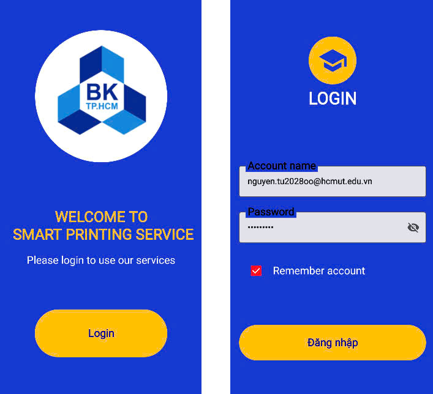 BK
TP.HCM
WELCOME TO
SMART PRINTING SERVICE
Please login to use our services
Login
LOGIN
Account name
nguyen.tu2028oo@hcmut.edu.vn
Password
•••••••••
Remember account
Đăng nhập